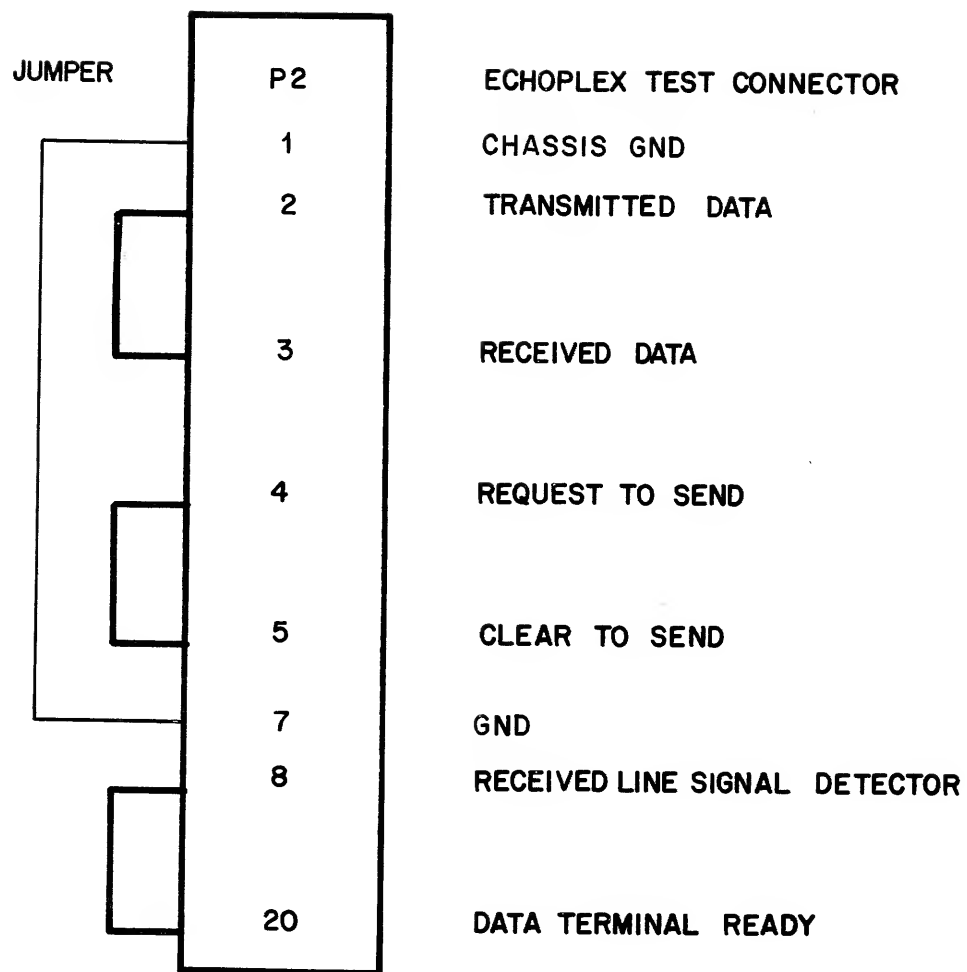 JUMPER P2 ECHOPLEX TEST CONNECTOR
1 CHASSIS GND
2 TRANSMITTED DATA
3 RECEIVED DATA
4 REQUEST TO SEND
5 CLEAR TO SEND
7 GND
8 RECEIVED LINE SIGNAL DETECTOR
20 DATA TERMINAL READY